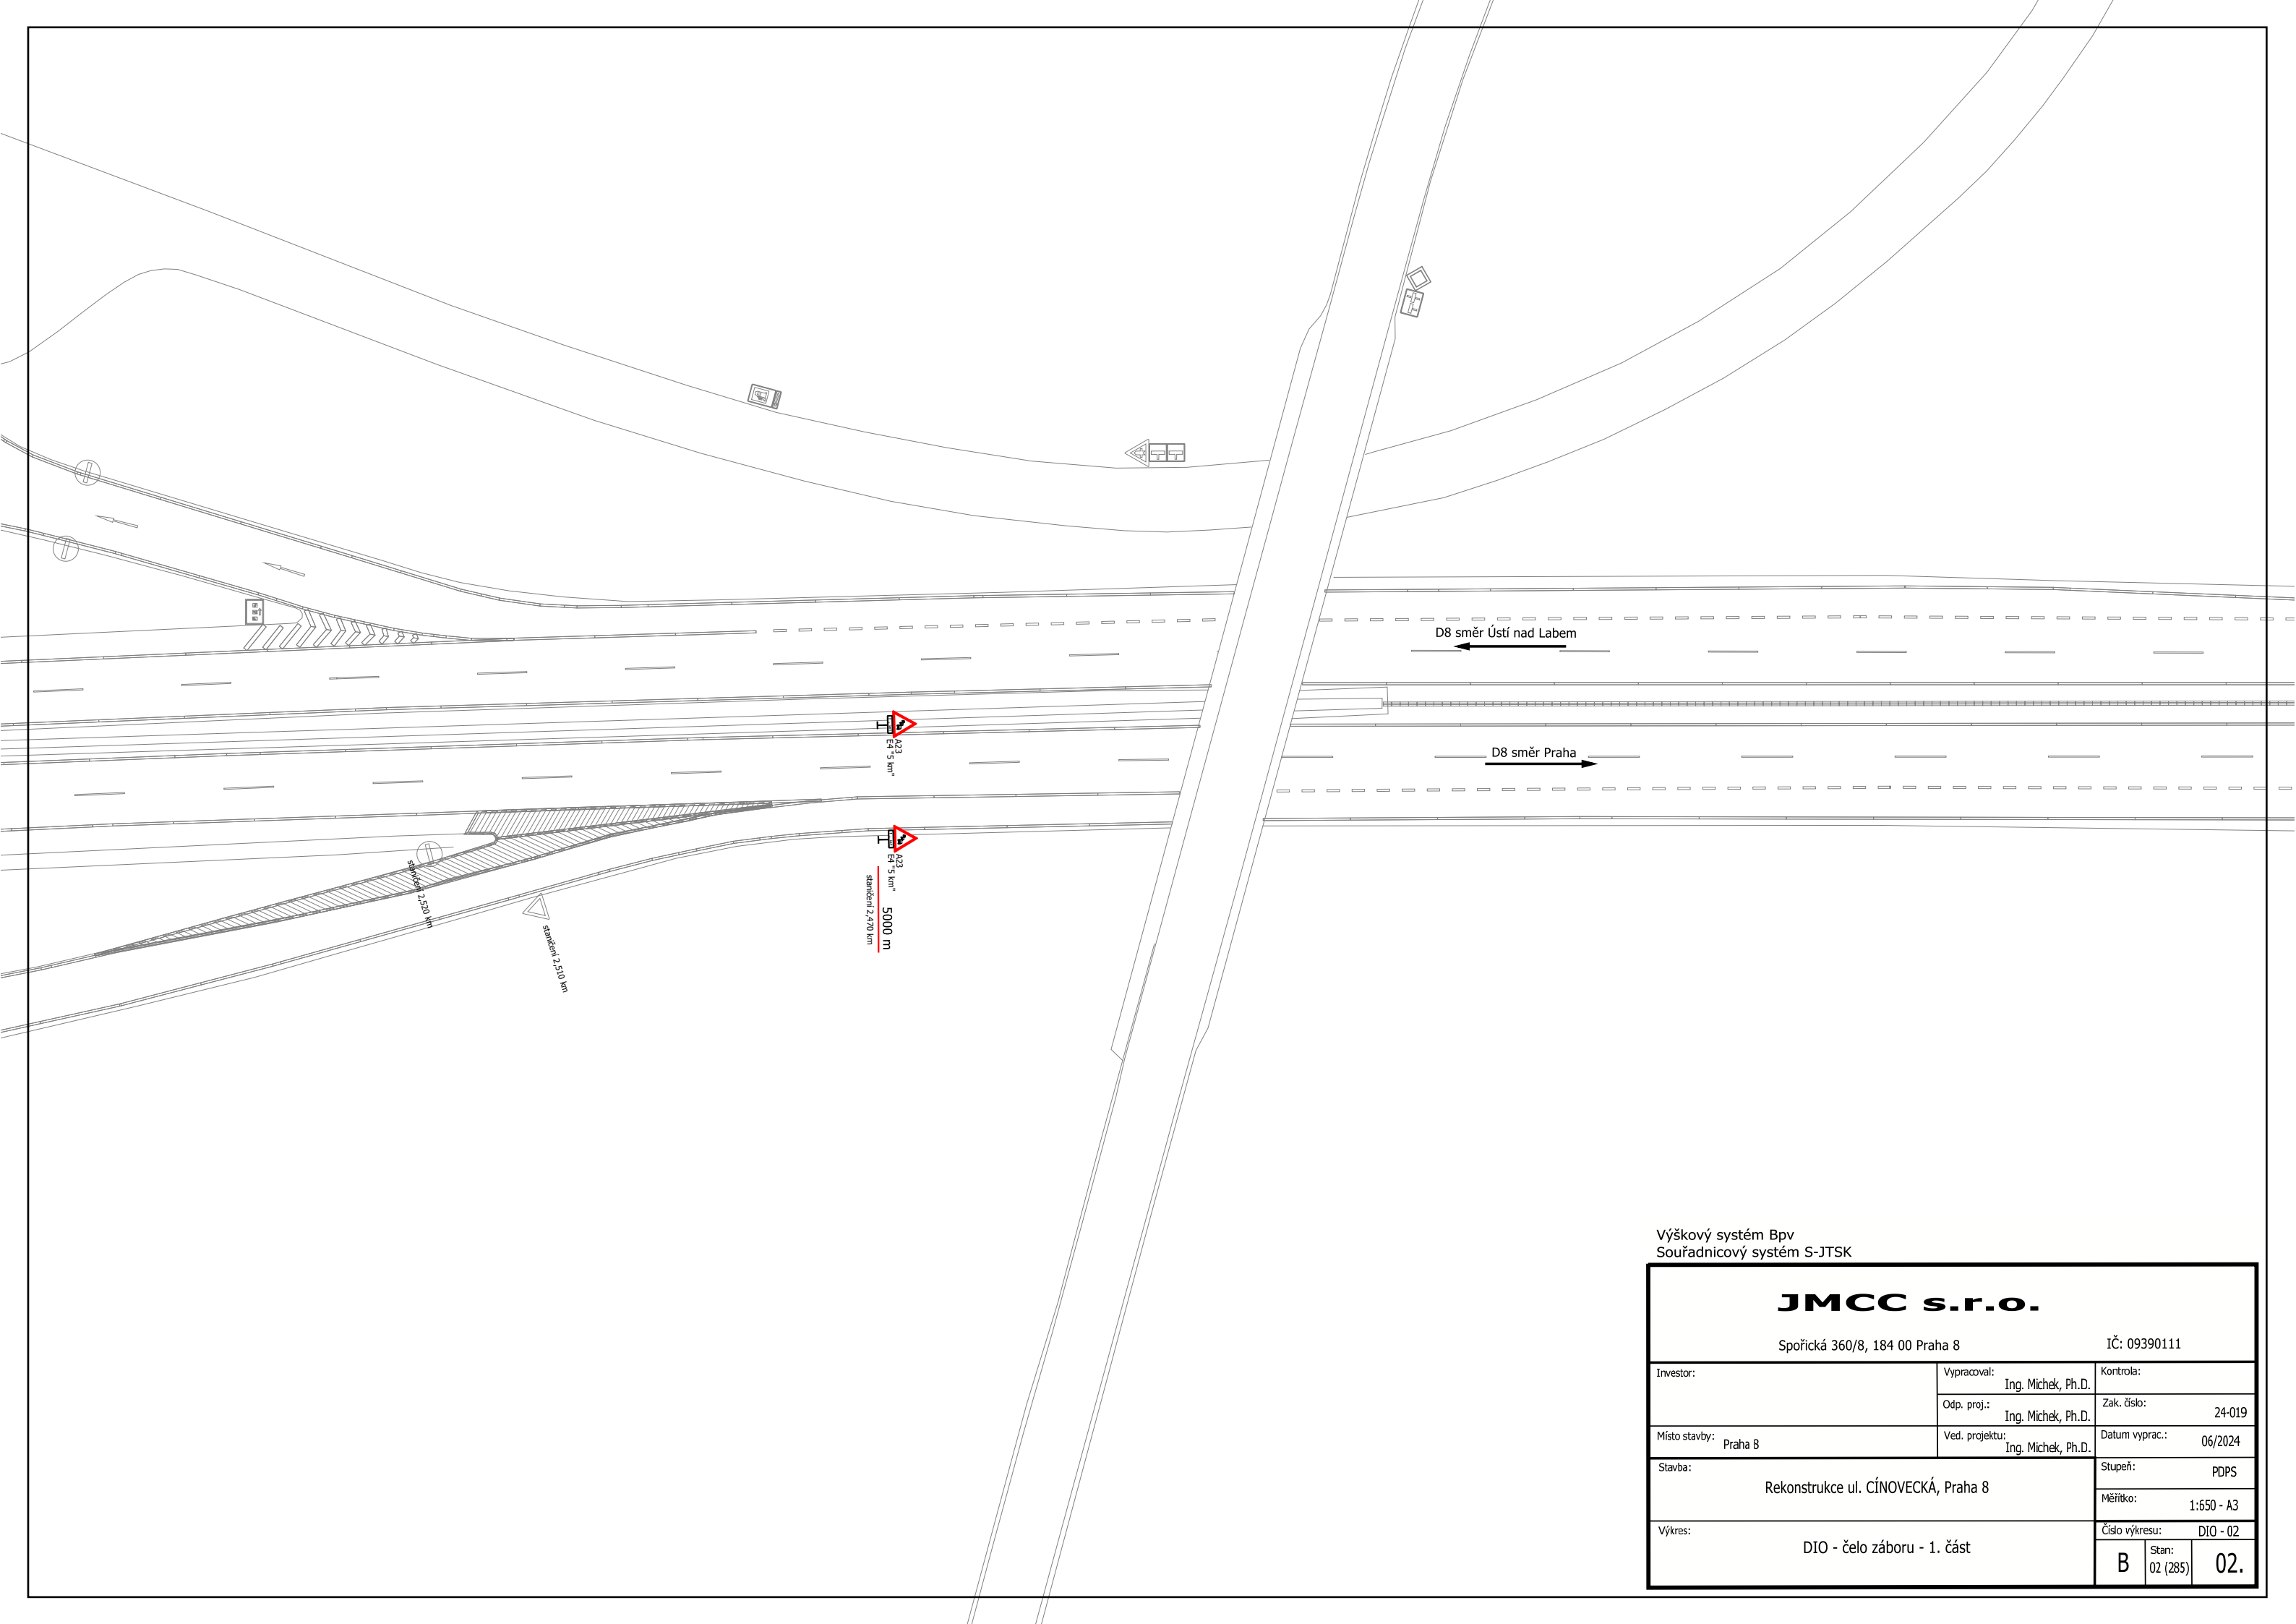 D8 směr Ústí nad Labem
D8 směr Praha
A23
E4 "5 km"
A23
E4 "5 km"
5000 m
staničení 2,470 km
staničení 2,520 km
staničení 2,510 km
Výškový systém Bpv
Souřadnicový systém S-JTSK
JMCC s.r.o.
Spořická 360/8, 184 00 Praha 8
IČ: 09390111
Investor:
Vypracoval:
Ing. Michek, Ph.D.
Kontrola:
Odp. proj.:
Ing. Michek, Ph.D.
Zak. číslo:
24-019
Místo stavby:
Praha 8
Ved. projektu:
Ing. Michek, Ph.D.
Datum vyprac.:
06/2024
Stavba:
Rekonstrukce ul. CÍNOVECKÁ, Praha 8
Stupeň:
PDPS
Měřítko:
1:650 - A3
Výkres:
DIO - čelo záboru - 1. část
Číslo výkresu:
DIO - 02
B
Stan:
02 (285)
02.